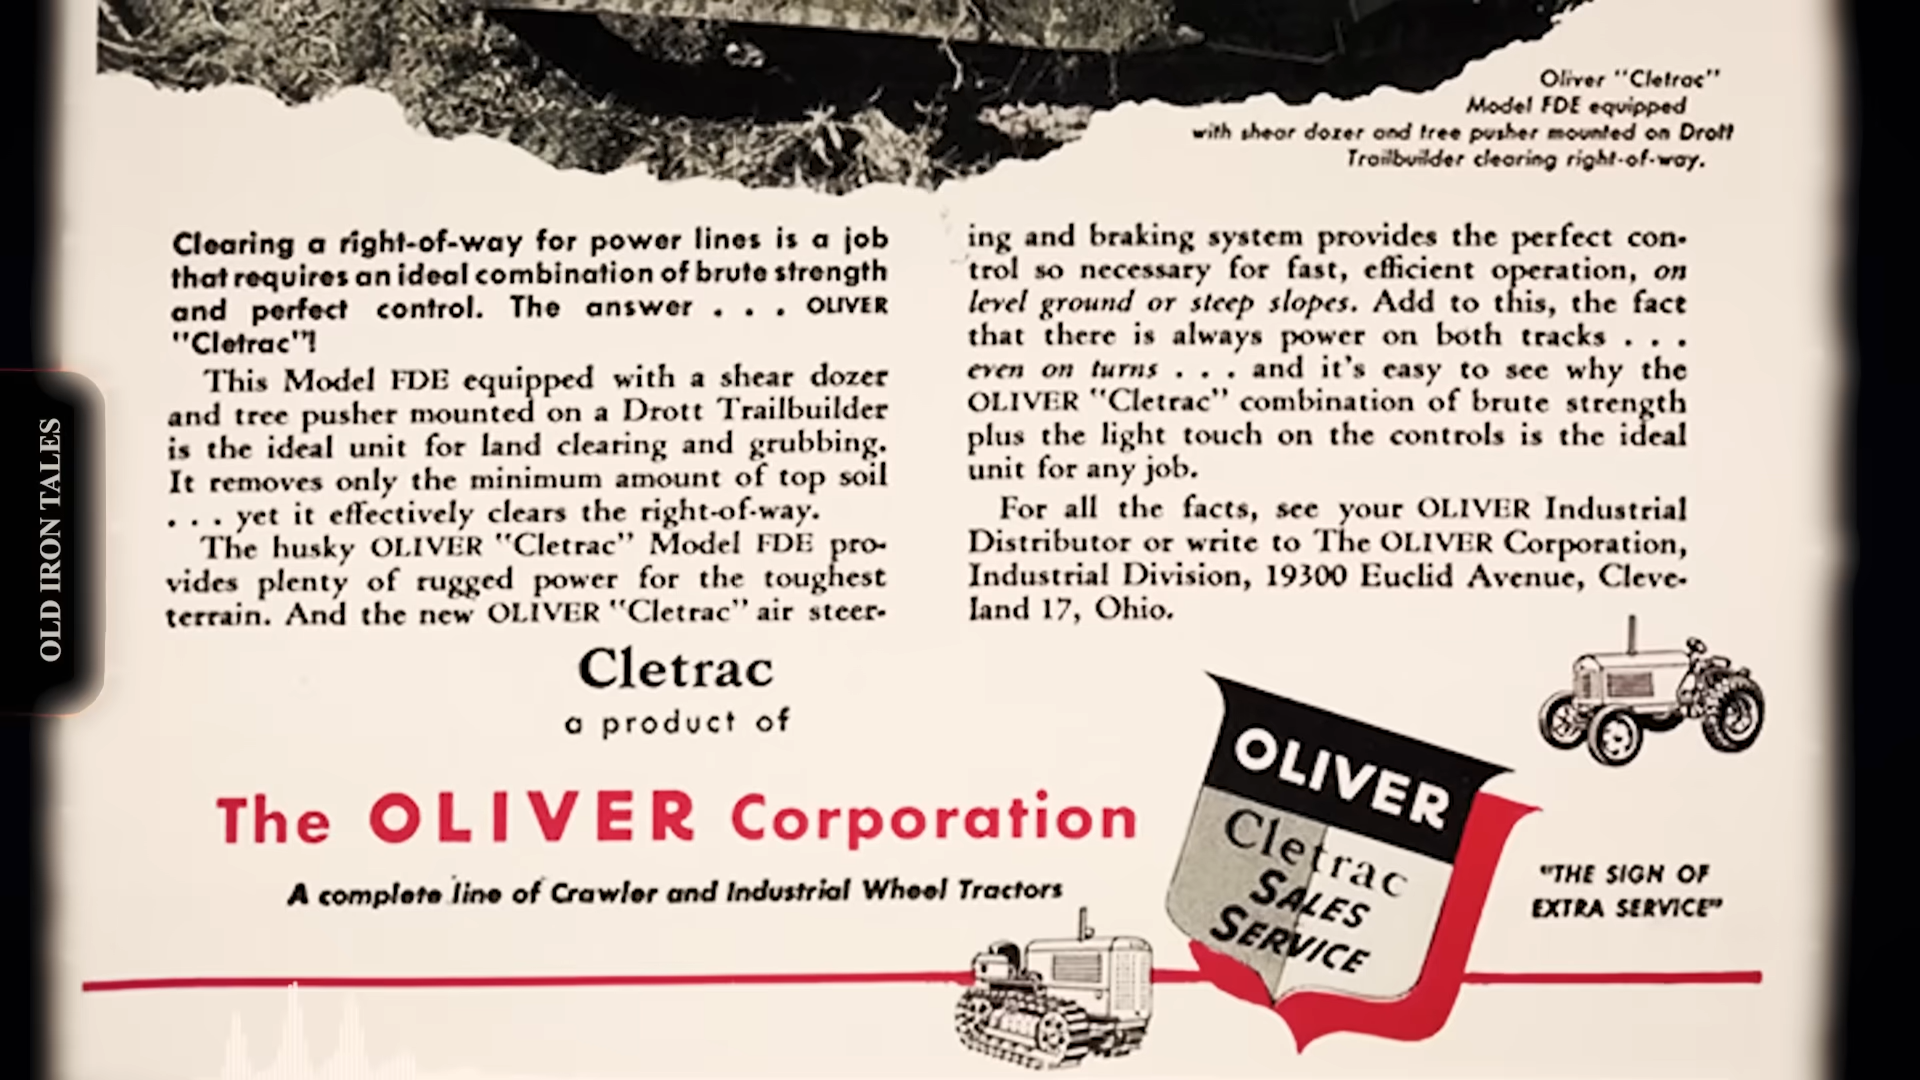 Oliver "Cletrac"
Model FDE equipped
with shear dozer and tree pusher mounted on Drott
Trailbuilder clearing right-of-way.
Clearing a right-of-way for power lines is a job
that requires an ideal combination of brute strength
and perfect control. The answer . . . OLIVER
"Cletrac"!
This Model FDE equipped with a shear dozer
and tree pusher mounted on a Drott Trailbuilder
is the ideal unit for land clearing and grubbing.
It removes only the minimum amount of top soil
. . . yet it effectively clears the right-of-way.
The husky OLIVER "Cletrac" Model FDE pro-
vides plenty of rugged power for the toughest
terrain. And the new OLIVER "Cletrac" air steer-
ing and braking system provides the perfect con-
trol so necessary for fast, efficient operation, on
level ground or steep slopes. Add to this, the fact
that there is always power on both tracks . . .
even on turns . . . and it's easy to see why the
OLIVER "Cletrac" combination of brute strength
plus the light touch on the controls is the ideal
unit for any job.
For all the facts, see your OLIVER Industrial
Distributor or write to The OLIVER Corporation,
Industrial Division, 19300 Euclid Avenue, Cleve-
land 17, Ohio.
Cletrac
a product of
The OLIVER Corporation
A complete line of Crawler and Industrial Wheel Tractors
OLIVER
Cletrac
SALES
SERVICE
"THE SIGN OF
EXTRA SERVICE"
OLD IRON TALES